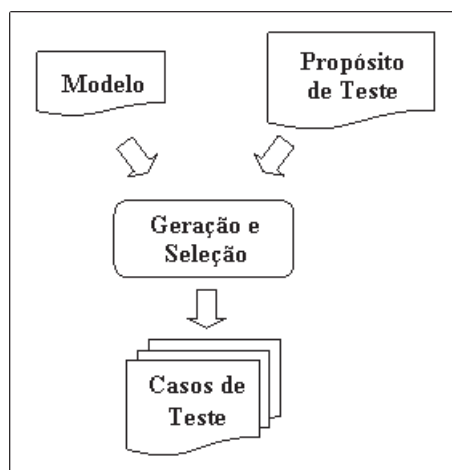 Modelo
Propósito
de Teste
Geração e
Seleção
Casos de
Teste